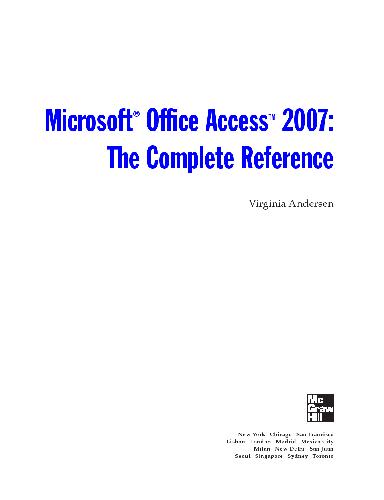 Microsoft® Office Access™ 2007:
The Complete Reference
Virginia Andersen
Mc
Graw
Hill
New York Chicago San Francisco
Lisbon London Madrid Mexico City
Milan New Delhi San Juan
Seoul Singapore Sydney Toronto